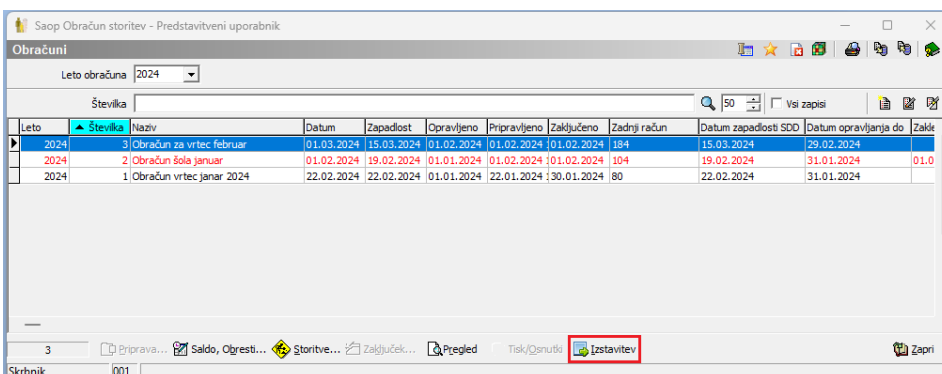 Saop Obračun storitev - Predstavitveni uporabnik
Obračuni
Leto obračuna 2024
Številka 50 Vsi zapisi
Leto Številka Naziv Datum Zapadlost Opravljeno Pripravljeno Zaključeno Zadnji račun Datum zapadlosti SDD Datum opravljanja do Zakle
2024 3 Obračun za vrtec februar 01.03.2024 15.03.2024 01.02.2024 01.02.2024 01.02.2024 184 15.03.2024 29.02.2024
2024 2 Obračun šola januar 01.02.2024 19.02.2024 01.01.2024 01.02.2024 01.02.2024 104 19.02.2024 31.01.2024 01.0
2024 1 Obračun vrtec janar 2024 22.02.2024 22.02.2024 01.01.2024 22.01.2024 30.01.2024 80 22.02.2024 31.01.2024
3 Priprava... Saldo, Obresti... Storitve... Zaključek... Pregled Tisk/Osnutki Izstavitev Zapri
Skrbnik 001